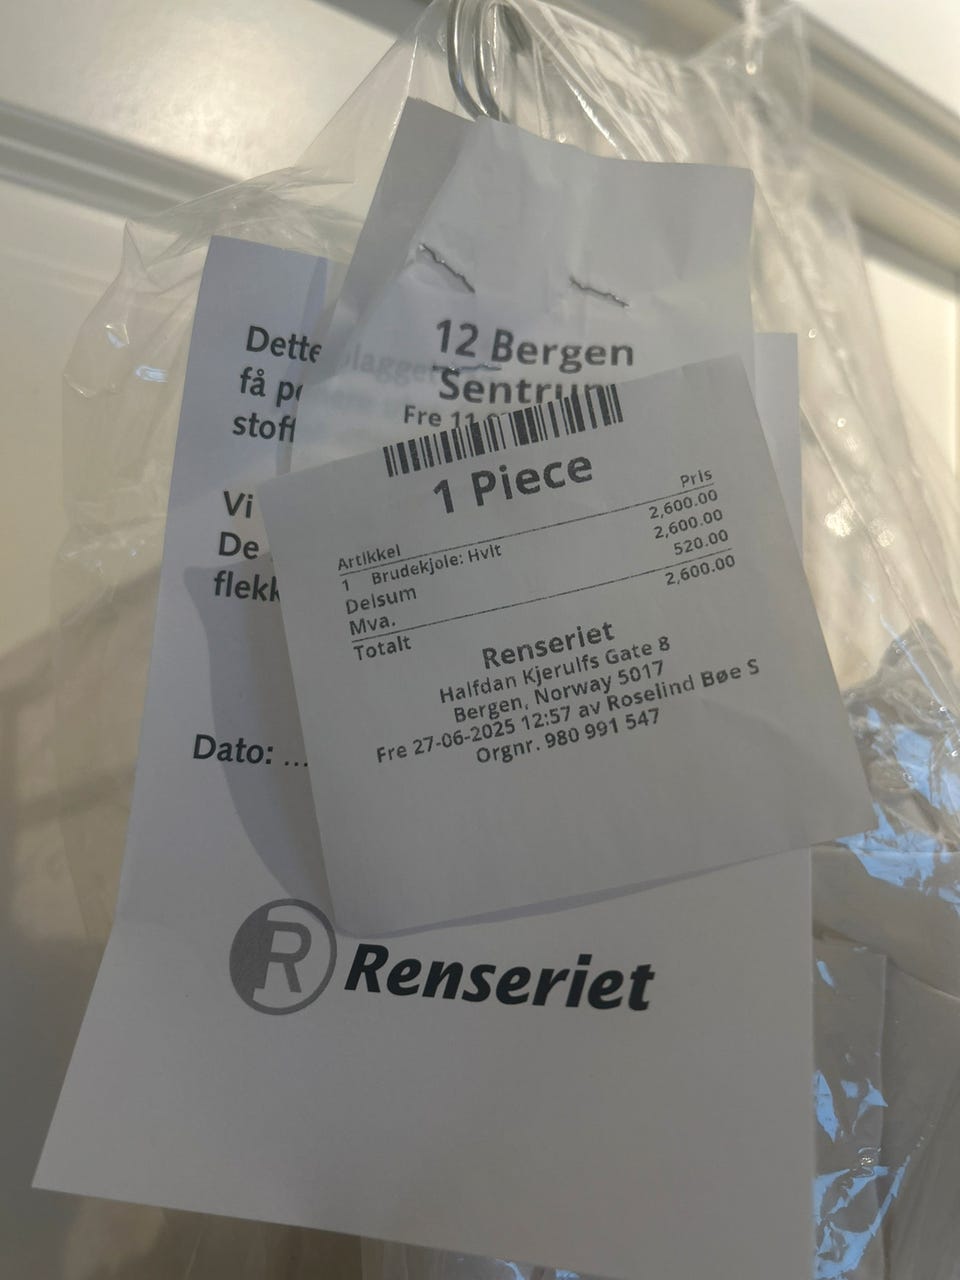 12 Bergen
Sentrum
Fre 11
Dette
få
stoff
Vi
De
flekk
Dato: ...
1 Piece
Artikkel Pris
1 Brudekjole: Hvit 2,600.00
Delsum 2,600.00
Mva. 520.00
Totalt 2,600.00
Renseriet
Halfdan Kjerulfs Gate 8
Bergen, Norway 5017
Fre 27-06-2025 12:57 av Roselind Bøe S
Orgnr. 980 991 547
R Renseriet